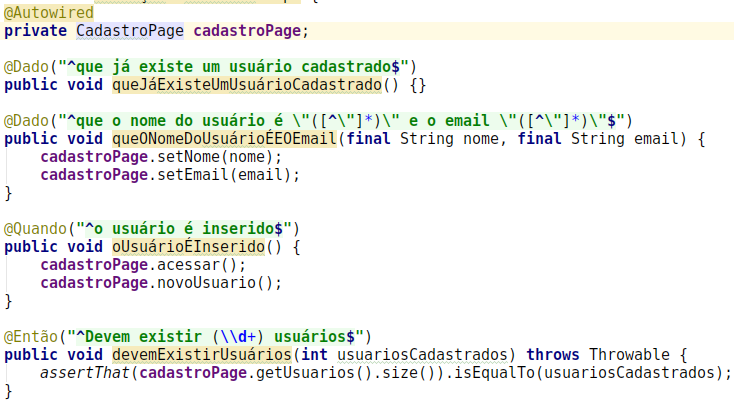 @Autowired
private CadastroPage cadastroPage;
@Dado("^que já existe um usuário cadastrado$")
public void queJáExisteUmUsuárioCadastrado() {}
@Dado("^que o nome do usuário é \"([^\"]*)\" e o email \"([^\"]*)\"$")
public void queONomeDoUsuárioÉEOEmail(final String nome, final String email) {
    cadastroPage.setNome(nome);
    cadastroPage.setEmail(email);
}
@Quando("^o usuário é inserido$")
public void oUsuárioÉInserido() {
    cadastroPage.acessar();
    cadastroPage.novoUsuario();
}
@Então("^Devem existir (\\d+) usuários$")
public void devemExistirUsuários(int usuariosCadastrados) throws Throwable {
    assertThat(cadastroPage.getUsuarios().size()).isEqualTo(usuariosCadastrados);
}